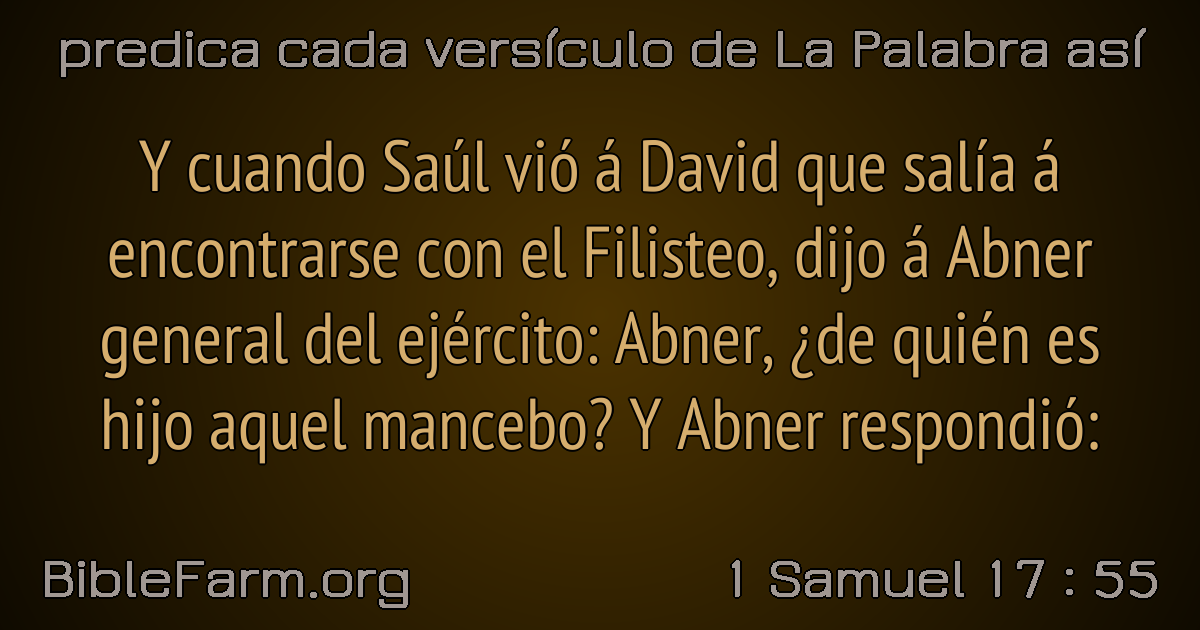 predica cada versículo de La Palabra así
Y cuando Saúl vió á David que salía á
encontrarse con el Filisteo, dijo á Abner
general del ejército: Abner, ¿de quién es
hijo aquel mancebo? Y Abner respondió:
BibleFarm.org
1 Samuel 17 : 55